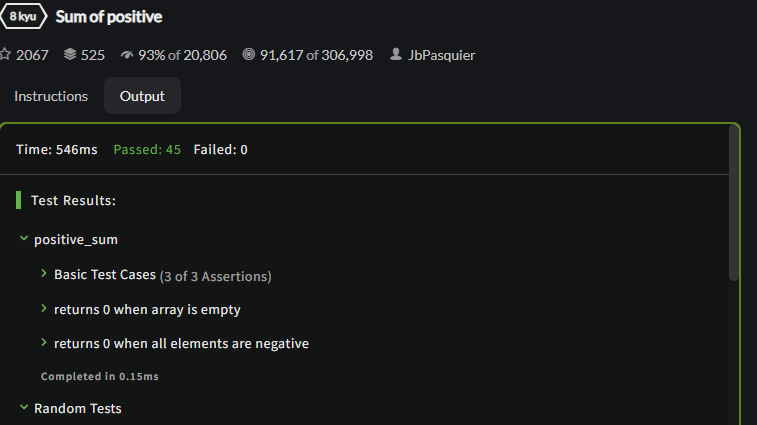 8 kyu Sum of positive
2067 525 93% of 20,806 91,617 of 306,998 JbPasquier
Instructions Output
Time: 546ms Passed: 45 Failed: 0
Test Results:
positive_sum
Basic Test Cases (3 of 3 Assertions)
returns 0 when array is empty
returns 0 when all elements are negative
Completed in 0.15ms
Random Tests